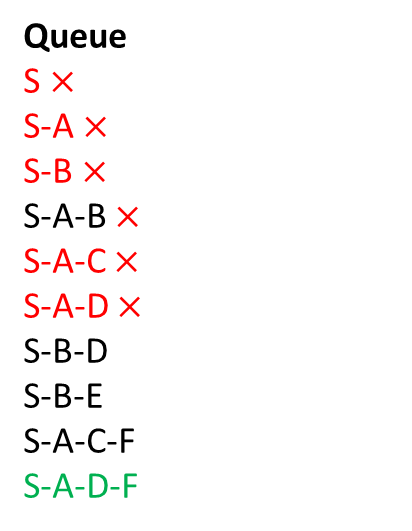 Queue
S ×
S-A ×
S-B ×
S-A-B ×
S-A-C ×
S-A-D ×
S-B-D
S-B-E
S-A-C-F
S-A-D-F